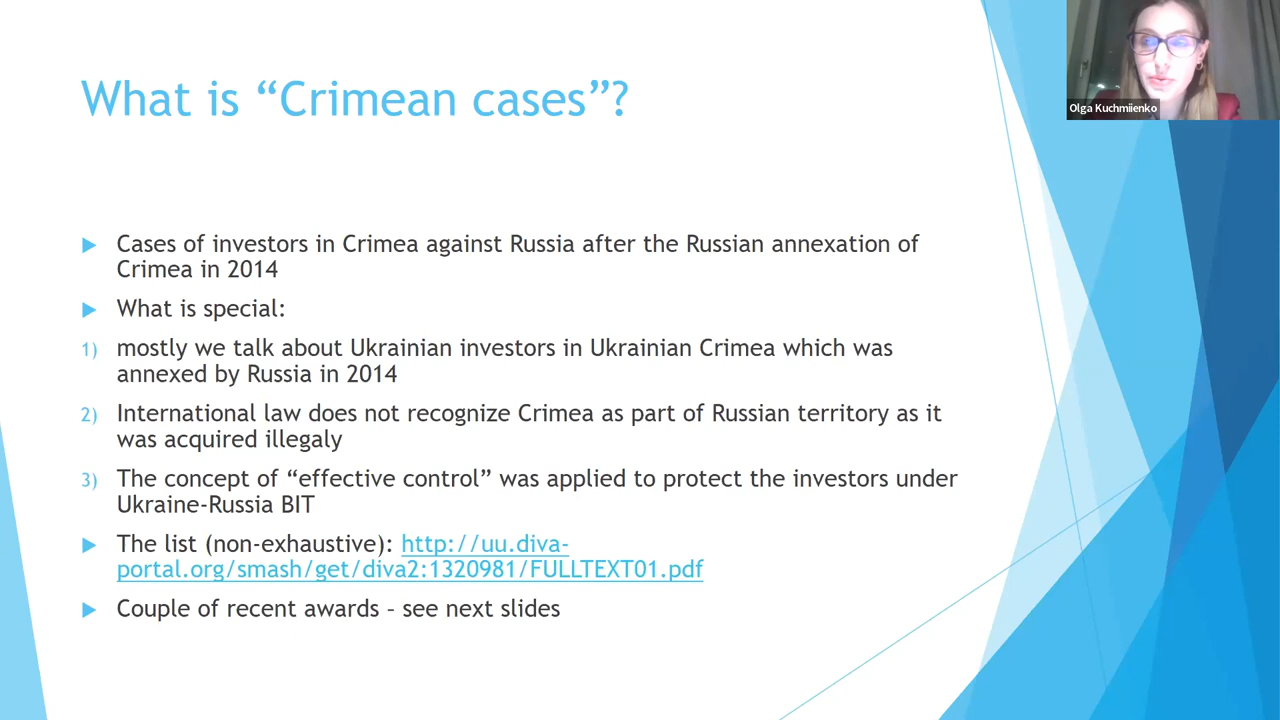 What is “Crimean cases”?
Olga Kuchmiienko
Cases of investors in Crimea against Russia after the Russian annexation of
Crimea in 2014
What is special:
1) mostly we talk about Ukrainian investors in Ukrainian Crimea which was
annexed by Russia in 2014
2) International law does not recognize Crimea as part of Russian territory as it
was acquired illegaly
3) The concept of “effective control” was applied to protect the investors under
Ukraine-Russia BIT
The list (non-exhaustive): http://uu.diva-
portal.org/smash/get/diva2:1320981/FULLTEXT01.pdf
Couple of recent awards – see next slides